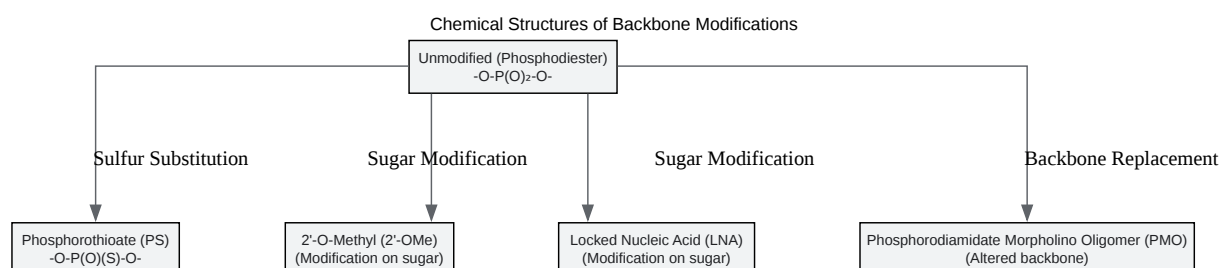 Chemical Structures of Backbone Modifications
Unmodified (Phosphodiester)
-O-P(O)₂-O-
Sulfur Substitution
Sugar Modification
Sugar Modification
Backbone Replacement
Phosphorothioate (PS)
-O-P(O)(S)-O-
2'-O-Methyl (2'-OMe)
(Modification on sugar)
Locked Nucleic Acid (LNA)
(Modification on sugar)
Phosphorodiamidate Morpholino Oligomer (PMO)
(Altered backbone)